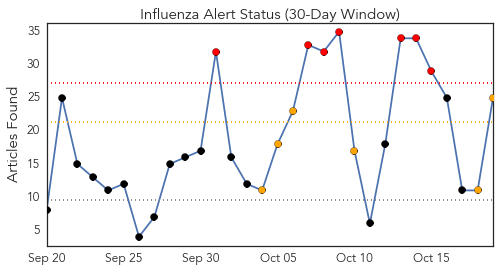 Influenza Alert Status (30-Day Window)
Articles Found
35
30
25
20
15
10
5
Sep 20 Sep 25 Sep 30 Oct 05 Oct 10 Oct 15